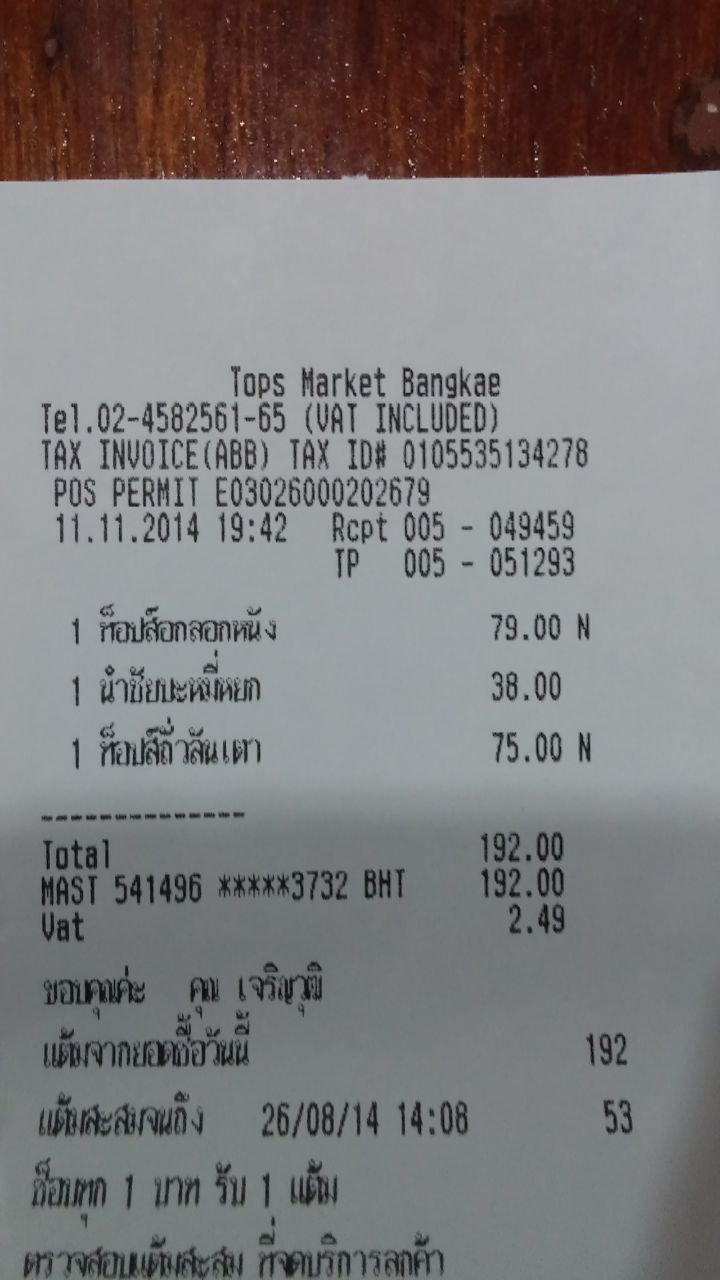 Tops Market Bangkae
Tel.02-4582561-65 (VAT INCLUDED)
TAX INVOICE(ABB) TAX ID# 0105535134278
POS PERMIT E03026000202679
11.11.2014 19:42 Rcpt 005 - 049459
TP 005 - 051293
1 ท็อปส์อกลอกหนัง 79.00 N
1 นำชัยบะหมี่หยก 38.00
1 ท็อปส์ถั่วลันเตา 75.00 N
--------------
Total 192.00
MAST 541496 *****3732 BHT 192.00
Vat 2.49
ขอบคุณค่ะ คุณ เจริญวุฒิ
แต้มจากยอดซื้อวันนี้ 192
แต้มสะสมจนถึง 26/08/14 14:08 53
ช็อบทุก 1 บาท รับ 1 แต้ม
ตรวจสอบแต้มสะสม ที่จุดบริการลูกค้า